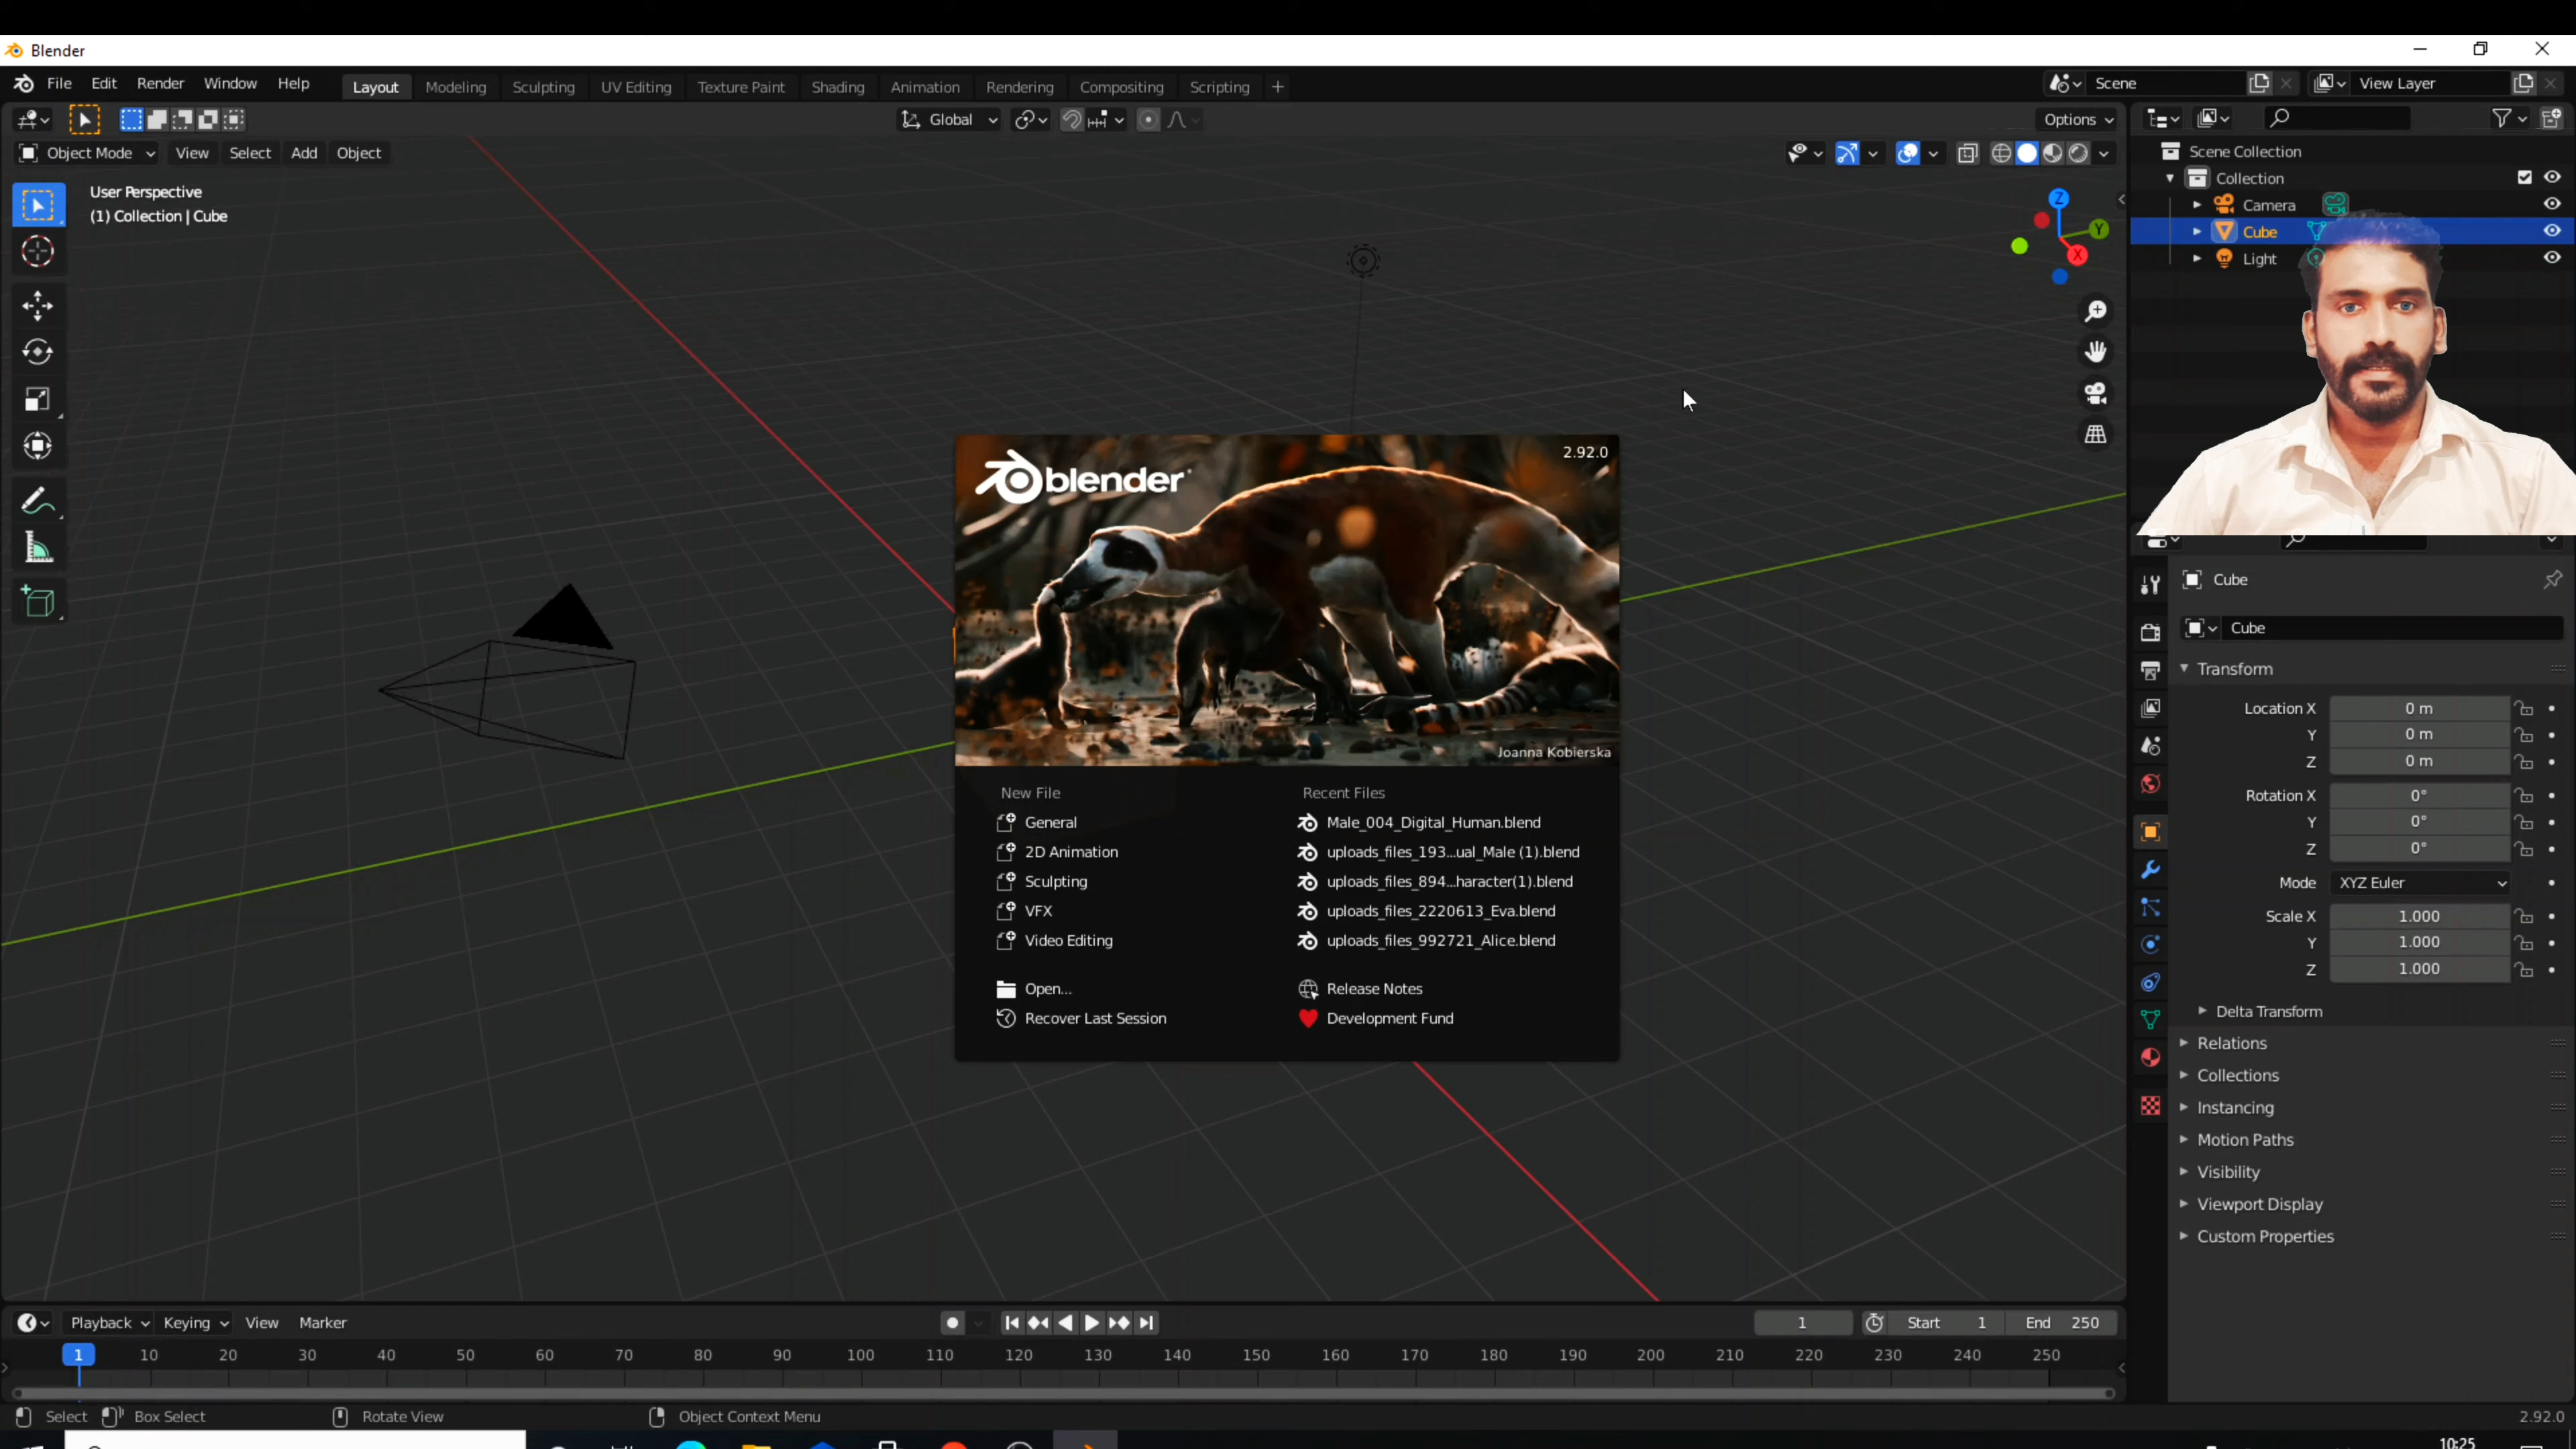 Blender
File Edit Render Window Help Layout Modeling Sculpting UV Editing Texture Paint Shading Animation Rendering Compositing Scripting + Scene View Layer
Global Options
Object Mode View Select Add Object
User Perspective
(1) Collection | Cube
Z
Y
X
Scene Collection
Collection
Camera
Cube
Light
blender
2.92.0
Joanna Kobierska
New File
General
2D Animation
Sculpting
VFX
Video Editing
Open...
Recover Last Session
Recent Files
Male_004_Digital_Human.blend
uploads_files_193...ual_Male (1).blend
uploads_files_894...haracter(1).blend
uploads_files_2220613_Eva.blend
uploads_files_992721_Alice.blend
Release Notes
Development Fund
Cube
Cube
Transform
Location X 0 m
Y 0 m
Z 0 m
Rotation X 0°
Y 0°
Z 0°
Mode XYZ Euler
Scale X 1.000
Y 1.000
Z 1.000
Delta Transform
Relations
Collections
Instancing
Motion Paths
Visibility
Viewport Display
Custom Properties
Playback Keying View Marker 1 Start 1 End 250
1 10 20 30 40 50 60 70 80 90 100 110 120 130 140 150 160 170 180 190 200 210 220 230 240 250
Select Box Select Rotate View Object Context Menu 2.92.0
10:25